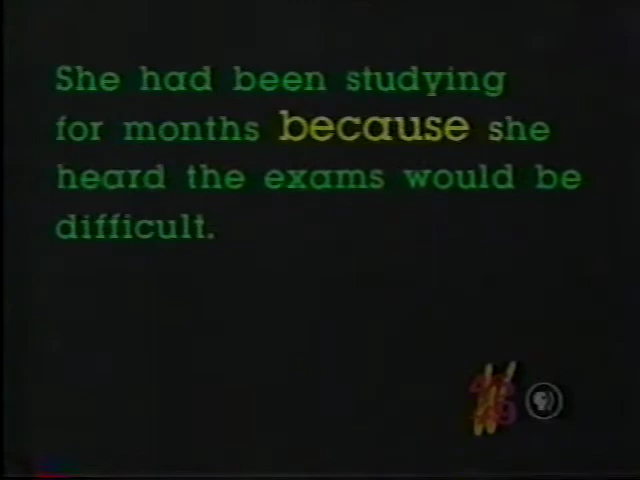 She had been studying
for months because she
heard the exams would be
difficult.